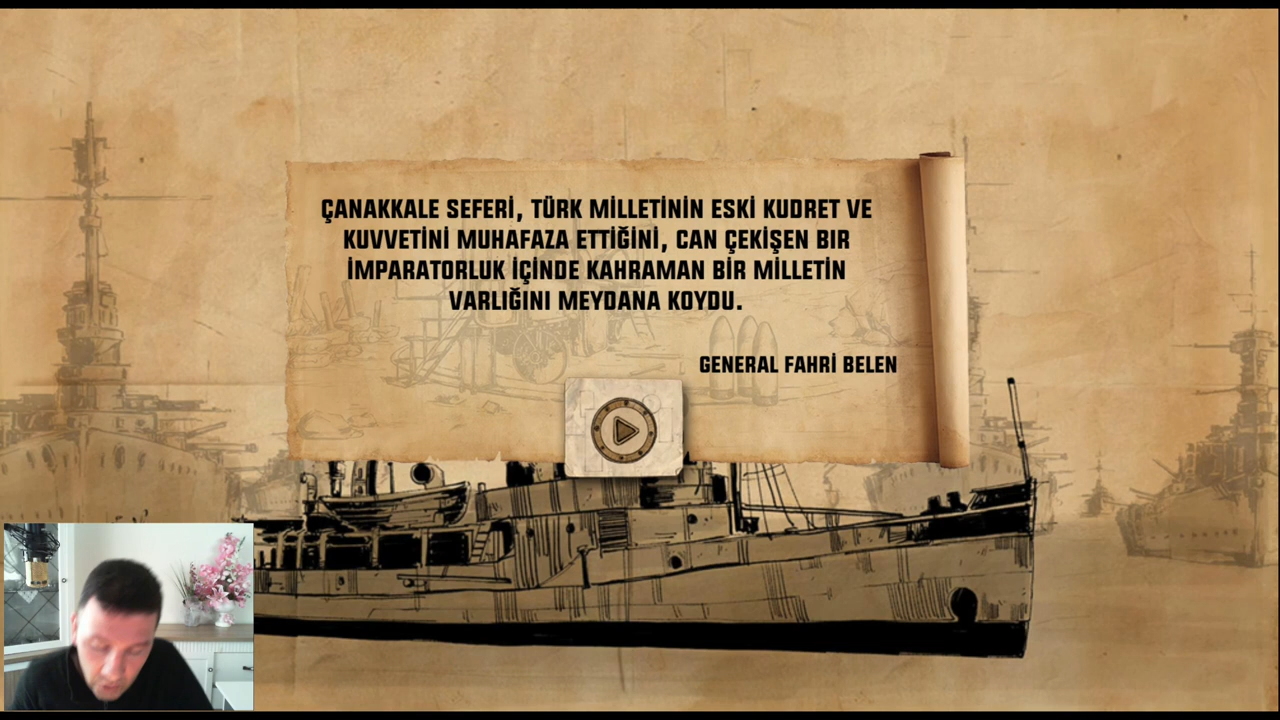 ÇANAKKALE SEFERİ, TÜRK MİLLETİNİN ESKİ KUDRET VE
KUVVETİNİ MUHAFAZA ETTİĞİNİ, CAN ÇEKİŞEN BIR
İMPARATORLUK İÇİNDE KAHRAMAN BİR MİLLETİN
VARLIĞINI MEYDANA KOYDU.
GENERAL FAHRİ BELEN